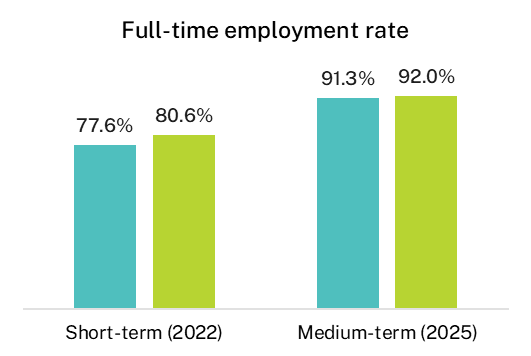 Full-time employment rate
77.6%
80.6%
91.3%
92.0%
Short-term (2022)
Medium-term (2025)